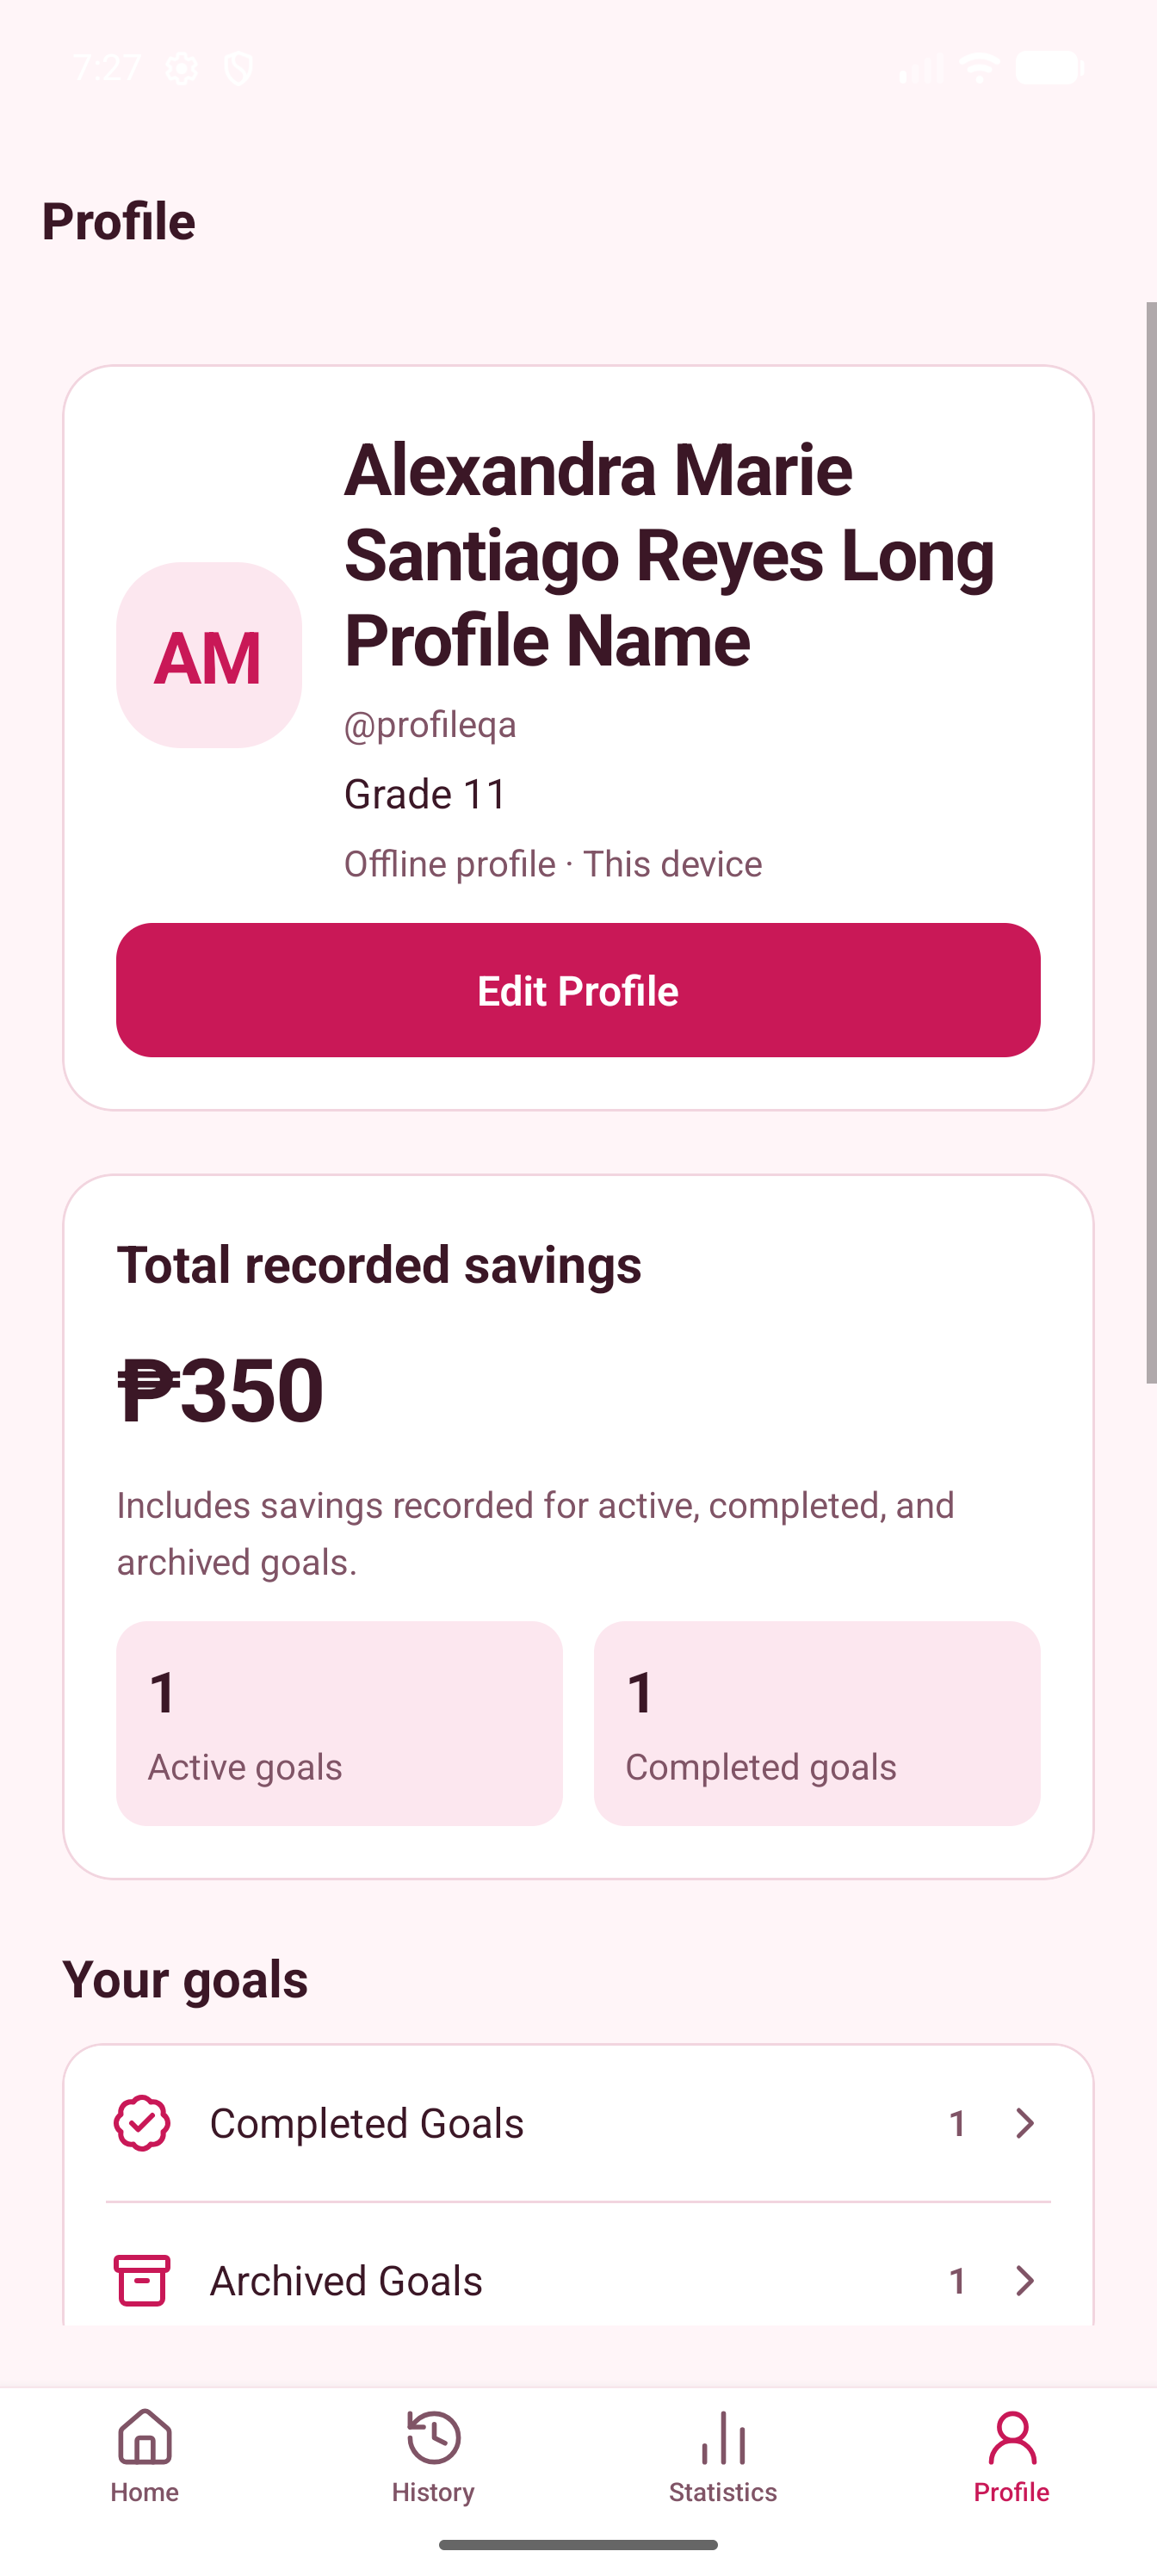 7:27
Profile
Alexandra Marie
Santiago Reyes Long
Profile Name
AM
@profileqa
Grade 11
Offline profile · This device
Edit Profile
Total recorded savings
₱350
Includes savings recorded for active, completed, and
archived goals.
1
Active goals
1
Completed goals
Your goals
Completed Goals 1
Archived Goals 1
Home
History
Statistics
Profile